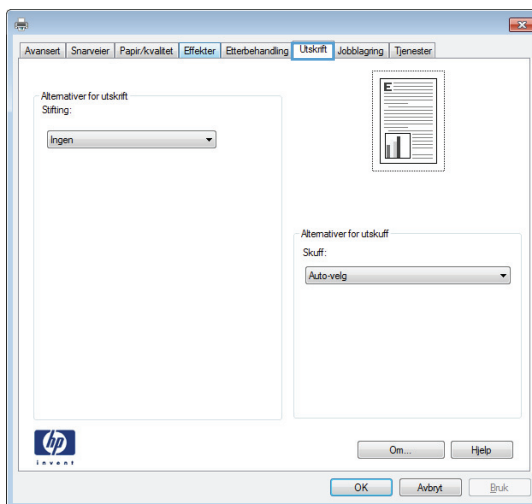 Avansert Snarveier Papir/kvalitet Effekter Etterbehandling Utskrift Jobblagring Tjenester
Alternativer for utskrift
Stifting:
Ingen
E
Alternativer for utskuff
Skuff:
Auto-velg
hp
invent
Om... Hjelp
OK Avbryt Bruk